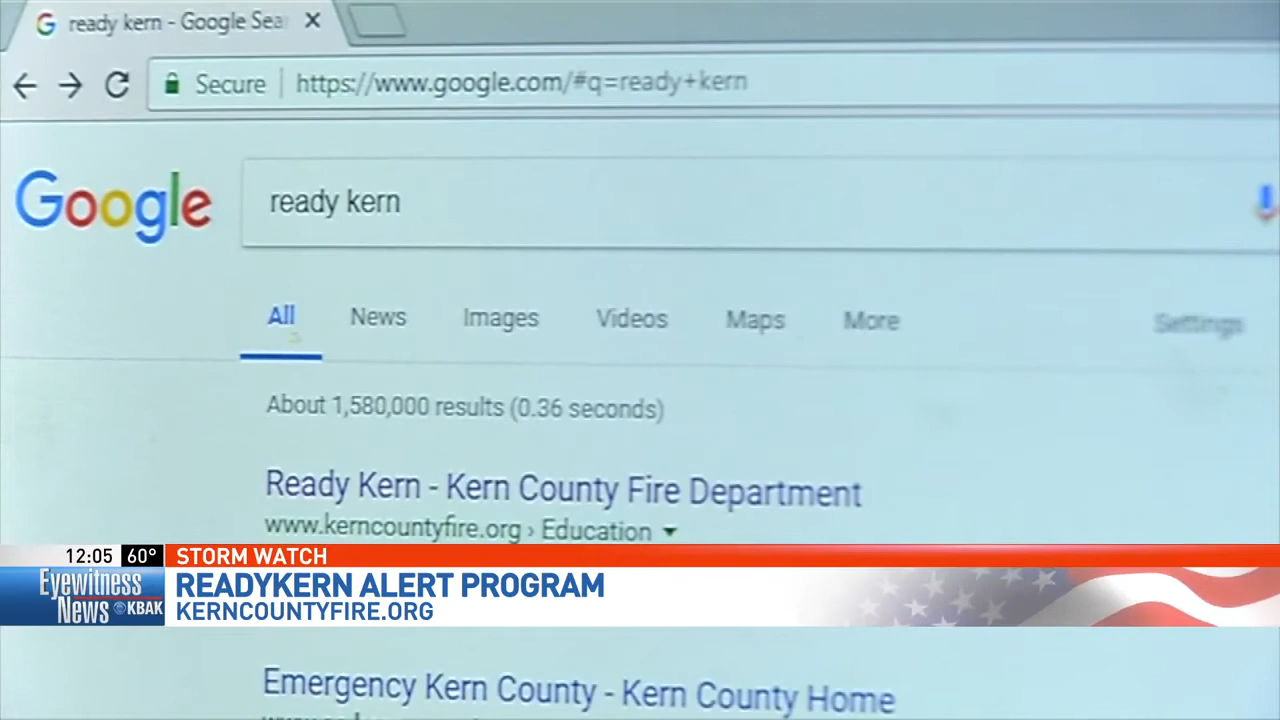 ready kern - Google Sea
Secure https://www.google.com/#q=ready+kern
Google
ready kern
All News Images Videos Maps More Settings
About 1,580,000 results (0.36 seconds)
Ready Kern - Kern County Fire Department
www.kerncountyfire.org › Education
12:05 60° STORM WATCH
Eyewitness News KBAK
READYKERN ALERT PROGRAM
KERNCOUNTYFIRE.ORG
Emergency Kern County - Kern County Home